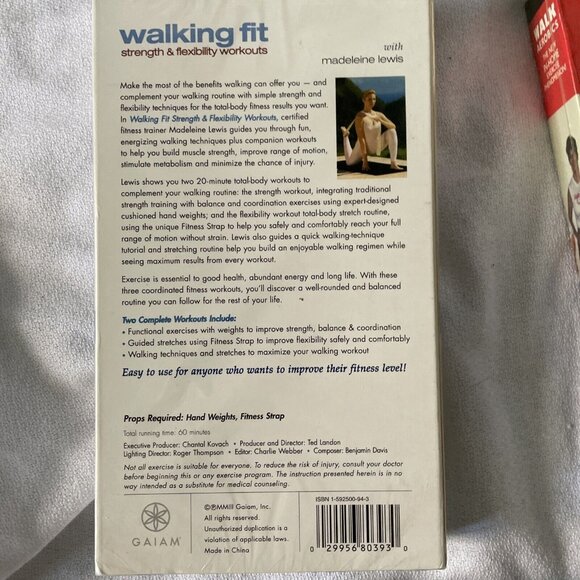 walking fit
strength & flexibility workouts
with
madeleine lewis
Make the most of the benefits walking can offer you — and
complement your walking routine with simple strength and
flexibility techniques for the total-body fitness results you want.
In Walking Fit Strength & Flexibility Workouts, certified
fitness trainer Madeleine Lewis guides you through fun,
energizing walking techniques plus companion workouts
to help you build muscle strength, improve range of motion,
stimulate metabolism and minimize the chance of injury.
Lewis shows you two 20-minute total-body workouts to
complement your walking routine: the strength workout, integrating traditional
strength training with balance and coordination exercises using expert-designed
cushioned hand weights; and the flexibility workout total-body stretch routine,
using the unique Fitness Strap to help you safely and comfortably reach your full
range of motion without strain. Lewis also guides a quick walking-technique
tutorial and stretching routine help you build an enjoyable walking regimen while
seeing maximum results from every workout.
Exercise is essential to good health, abundant energy and long life. With these
three coordinated fitness workouts, you'll discover a well-rounded and balanced
routine you can follow for the rest of your life.
Two Complete Workouts Include:
• Functional exercises with weights to improve strength, balance & coordination
• Guided stretches using Fitness Strap to improve flexibility safely and comfortably
• Walking techniques and stretches to maximize your walking workout
Easy to use for anyone who wants to improve their fitness level!
Props Required: Hand Weights, Fitness Strap
Total running time: 60 minutes
Executive Producer: Chantal Kovach • Producer and Director: Ted Landon
Lighting Director: Roger Thompson • Editor: Charlie Webber • Composer: Benjamin Davis
Not all exercise is suitable for everyone. To reduce the risk of injury, consult your doctor
before beginning this or any exercise program. The instruction presented herein is in no
way intended as a substitute for medical counseling.
GAIAM
©℗MMIII Gaiam, Inc.
All rights reserved.
Unauthorized duplication is a
violation of applicable laws.
Made in China
ISBN 1-592500-94-3
0 29956 80393 0
WALK
AEROBICS